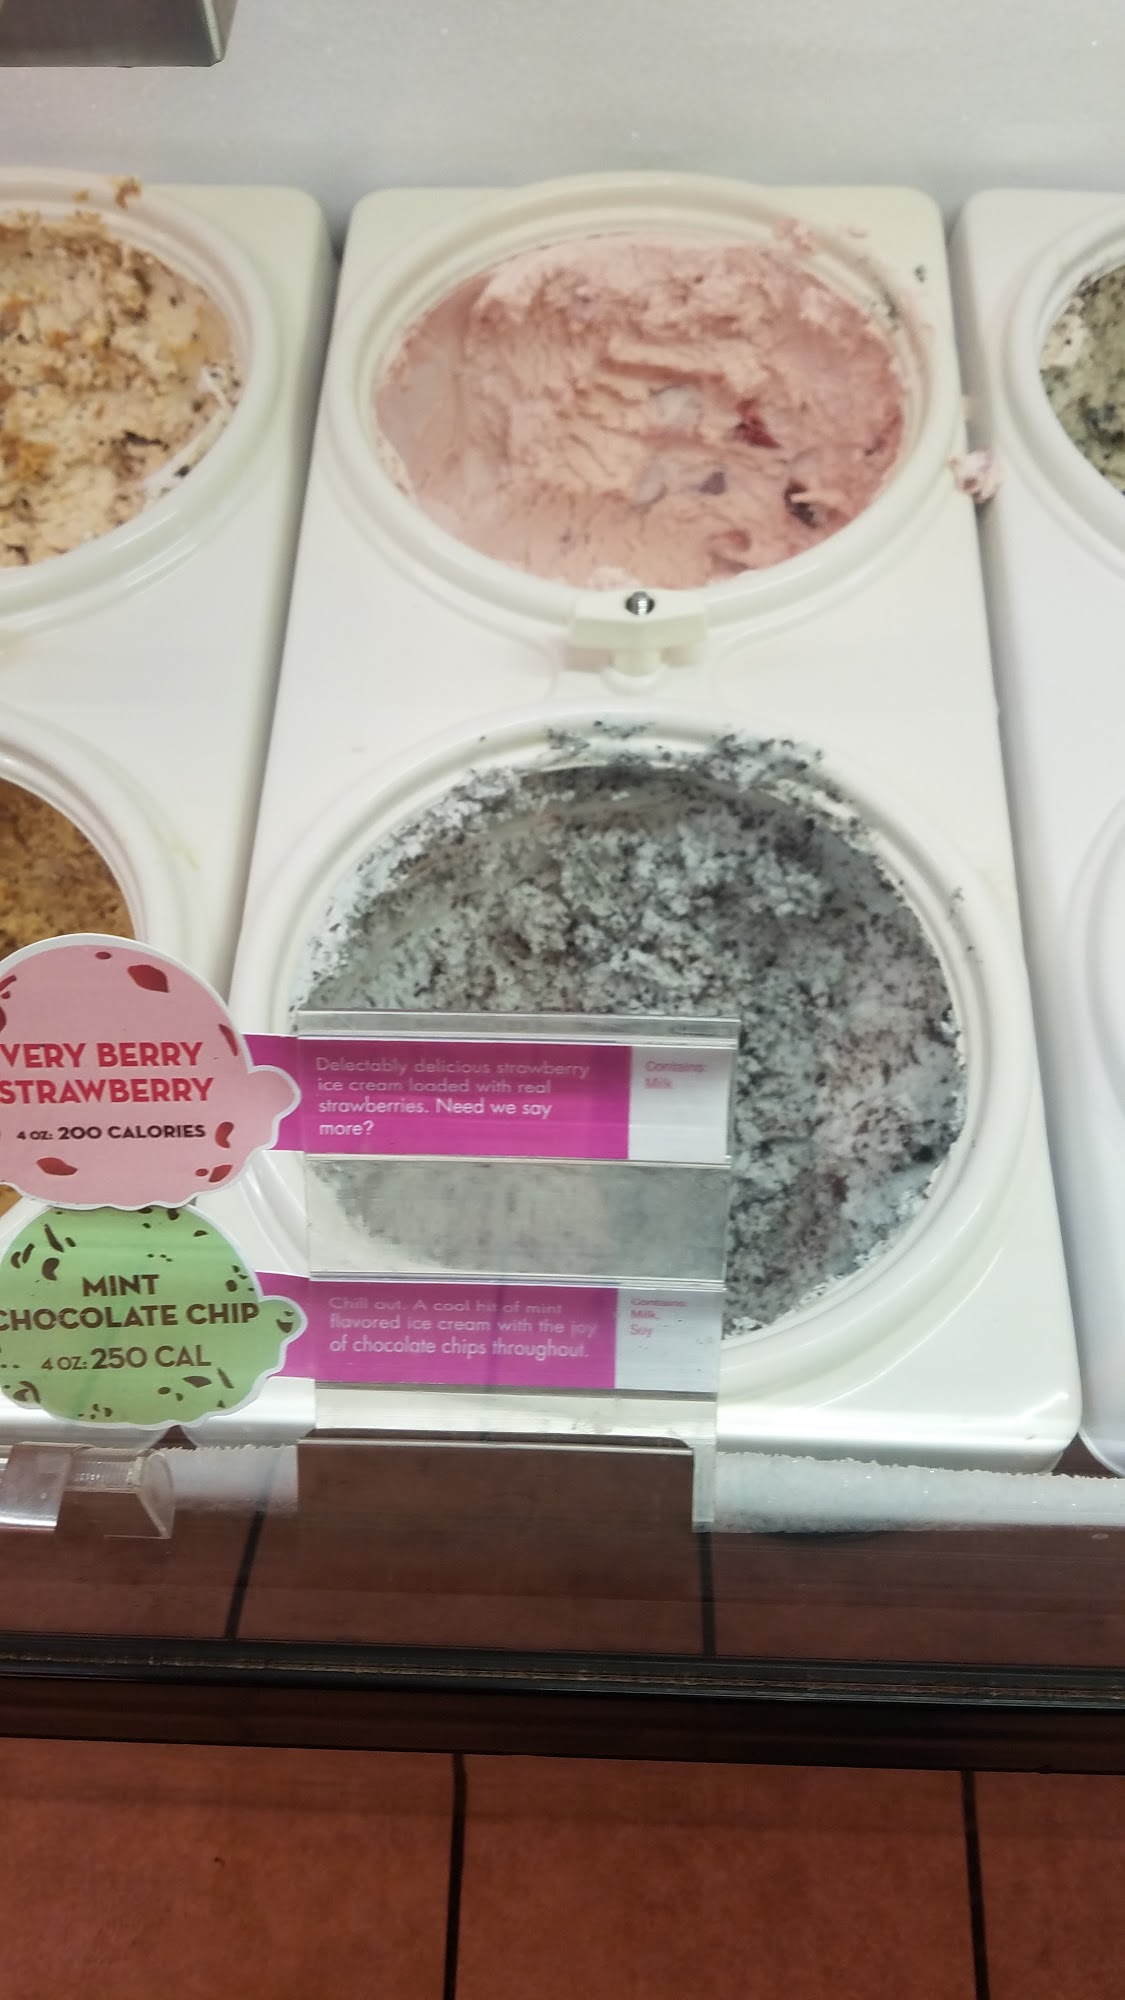 VERY BERRY
STRAWBERRY
4 OZ: 200 CALORIES
Delectably delicious strawberry
ice cream loaded with real
strawberries. Need we say
more?
Contains:
Milk
MINT
CHOCOLATE CHIP
4 OZ: 250 CAL
Chill out. A cool hit of mint
flavored ice cream with the joy
of chocolate chips throughout.
Contains:
Milk,
Soy